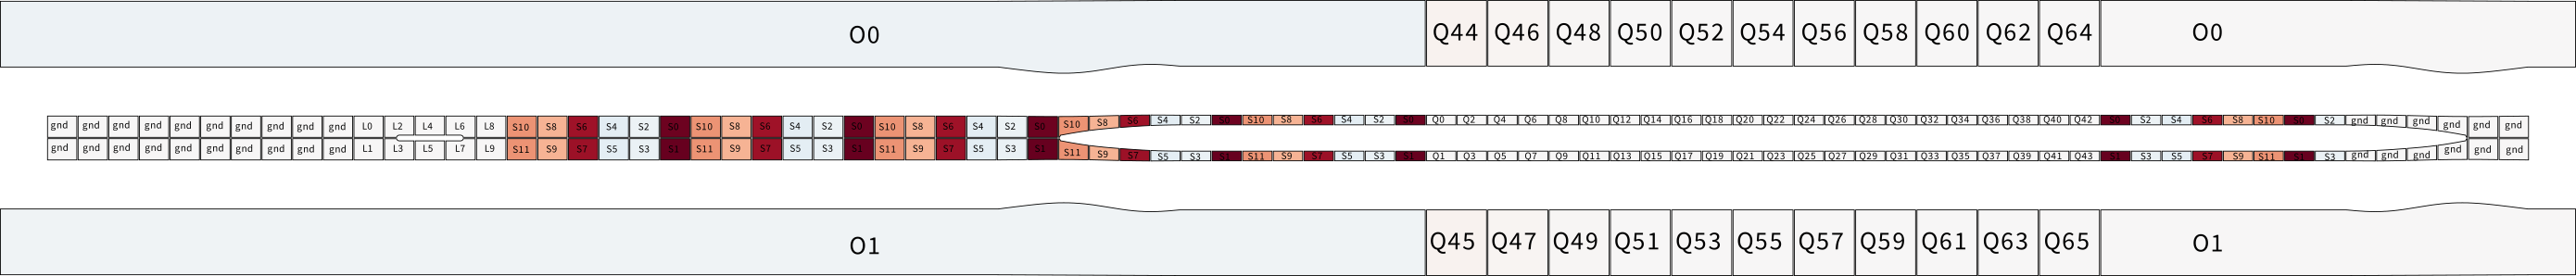 O0 Q44 Q46 Q48 Q50 Q52 Q54 Q56 Q58 Q60 Q62 Q64 O0
gnd gnd gnd gnd gnd gnd gnd gnd gnd gnd L0 L2 L4 L6 L8 S10 S8 S6 S4 S2 S0 S10 S8 S6 S4 S2 S0 S10 S8 S6 S4 S2 S0 S10 S8 S6 S4 S2 S0 S10 S8 S6 S4 S2 S0 Q0 Q2 Q4 Q6 Q8 Q10 Q12 Q14 Q16 Q18 Q20 Q22 Q24 Q26 Q28 Q30 Q32 Q34 Q36 Q38 Q40 Q42 S0 S2 S4 S6 S8 S10 S0 S2 gnd gnd gnd gnd gnd gnd
gnd gnd gnd gnd gnd gnd gnd gnd gnd gnd L1 L3 L5 L7 L9 S11 S9 S7 S5 S3 S1 S11 S9 S7 S5 S3 S1 S11 S9 S7 S5 S3 S1 S11 S9 S7 S5 S3 S1 S11 S9 S7 S5 S3 S1 Q1 Q3 Q5 Q7 Q9 Q11 Q13 Q15 Q17 Q19 Q21 Q23 Q25 Q27 Q29 Q31 Q33 Q35 Q37 Q39 Q41 Q43 S1 S3 S5 S7 S9 S11 S1 S3 gnd gnd gnd gnd gnd gnd
O1 Q45 Q47 Q49 Q51 Q53 Q55 Q57 Q59 Q61 Q63 Q65 O1